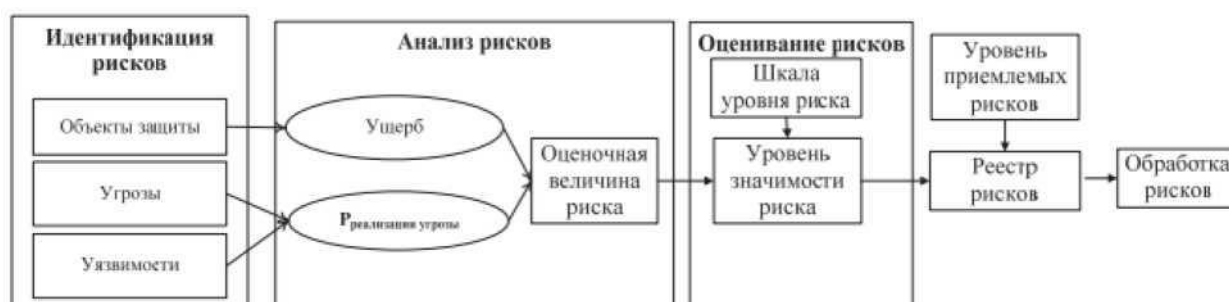 Идентификация
рисков
Объекты защиты
Угрозы
Уязвимости
Анализ рисков
Ущерб
Pреализации угрозы
Оценочная
величина
риска
Оценивание рисков
Шкала
уровня риска
Уровень
значимости
риска
Уровень
приемлемых
рисков
Реестр
рисков
Обработка
рисков